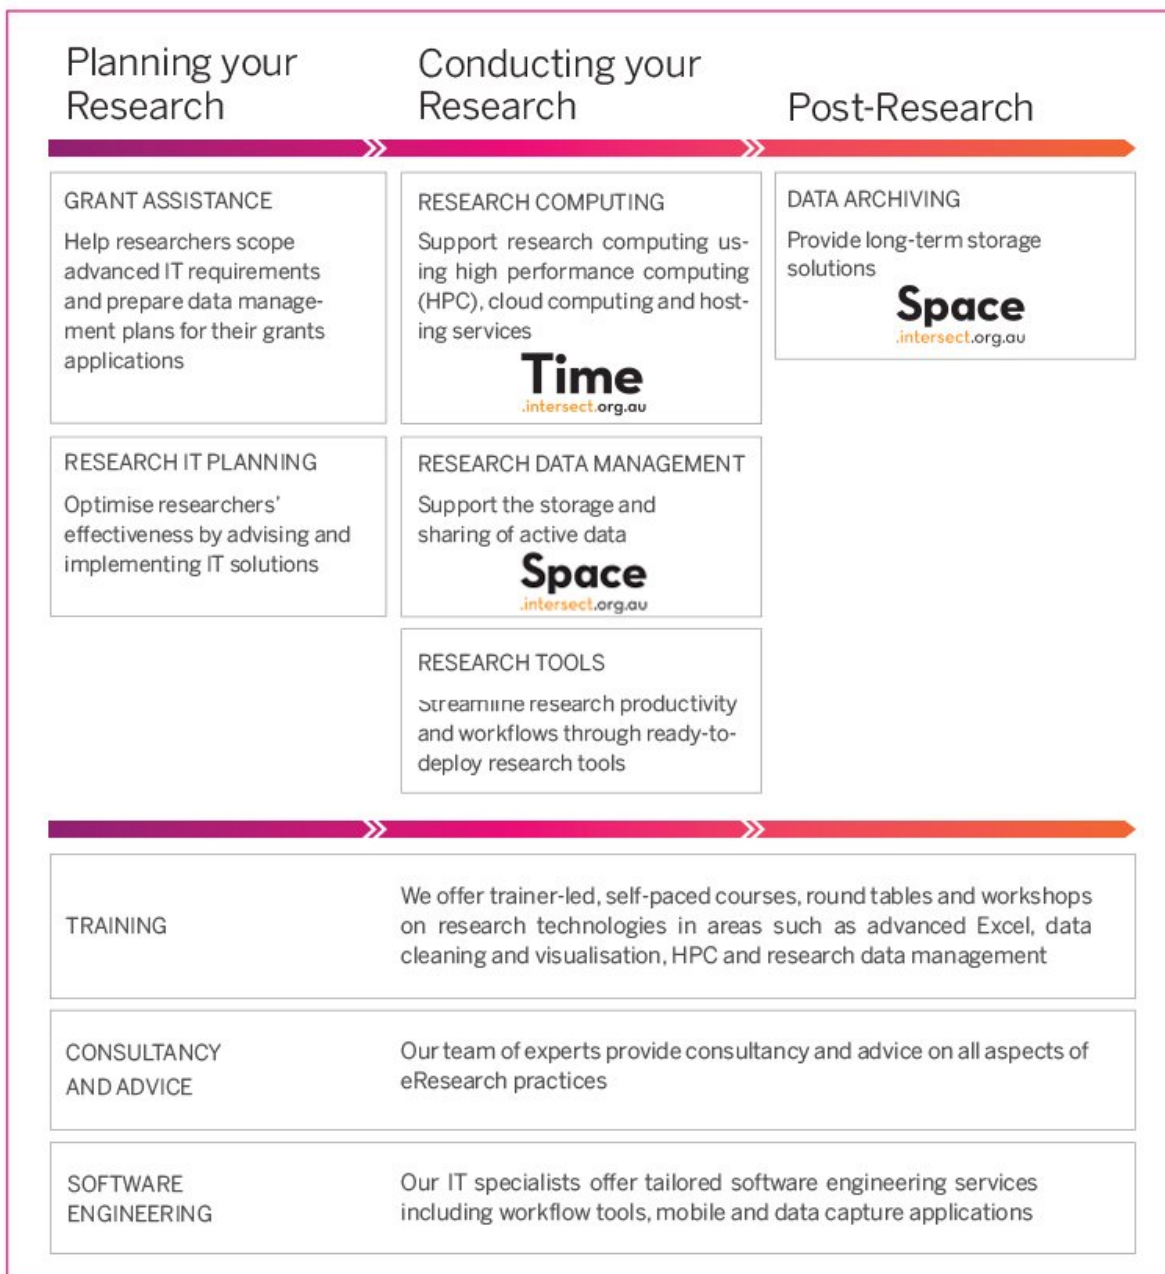 Planning your
Research
Conducting your
Research
Post-Research
GRANT ASSISTANCE
Help researchers scope
advanced IT requirements
and prepare data manage-
ment plans for their grants
applications
RESEARCH IT PLANNING
Optimise researchers'
effectiveness by advising and
implementing IT solutions
RESEARCH COMPUTING
Support research computing us-
ing high performance computing
(HPC), cloud computing and host-
ing services
Time
.intersect.org.au
RESEARCH DATA MANAGEMENT
Support the storage and
sharing of active data
Space
.intersect.org.au
RESEARCH TOOLS
Streamline research productivity
and workflows through ready-to-
deploy research tools
DATA ARCHIVING
Provide long-term storage
solutions
Space
.intersect.org.au
TRAINING
We offer trainer-led, self-paced courses, round tables and workshops
on research technologies in areas such as advanced Excel, data
cleaning and visualisation, HPC and research data management
CONSULTANCY
AND ADVICE
Our team of experts provide consultancy and advice on all aspects of
eResearch practices
SOFTWARE
ENGINEERING
Our IT specialists offer tailored software engineering services
including workflow tools, mobile and data capture applications